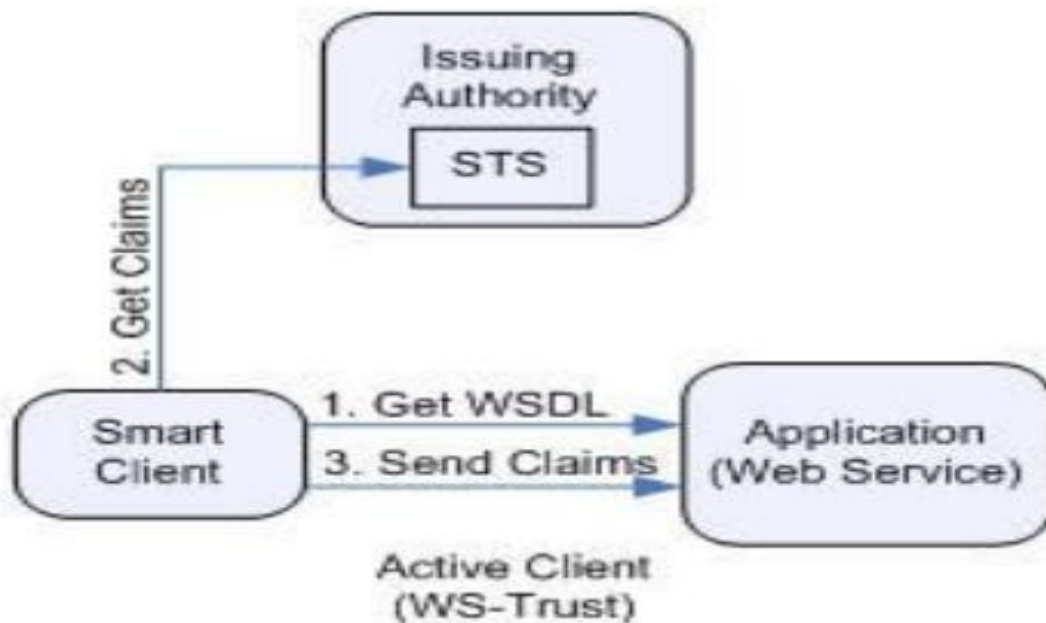 Issuing
Authority
STS
2. Get Claims
Smart
Client
1. Get WSDL
3. Send Claims
Application
(Web Service)
Active Client
(WS-Trust)